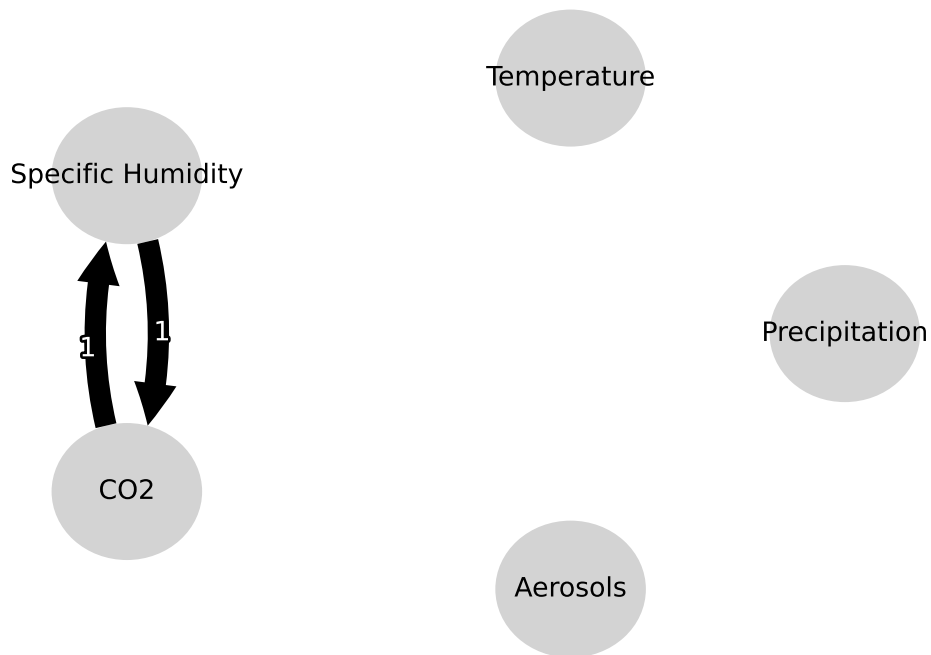 Temperature
Specific Humidity
1
Precipitation
1
CO2
Aerosols